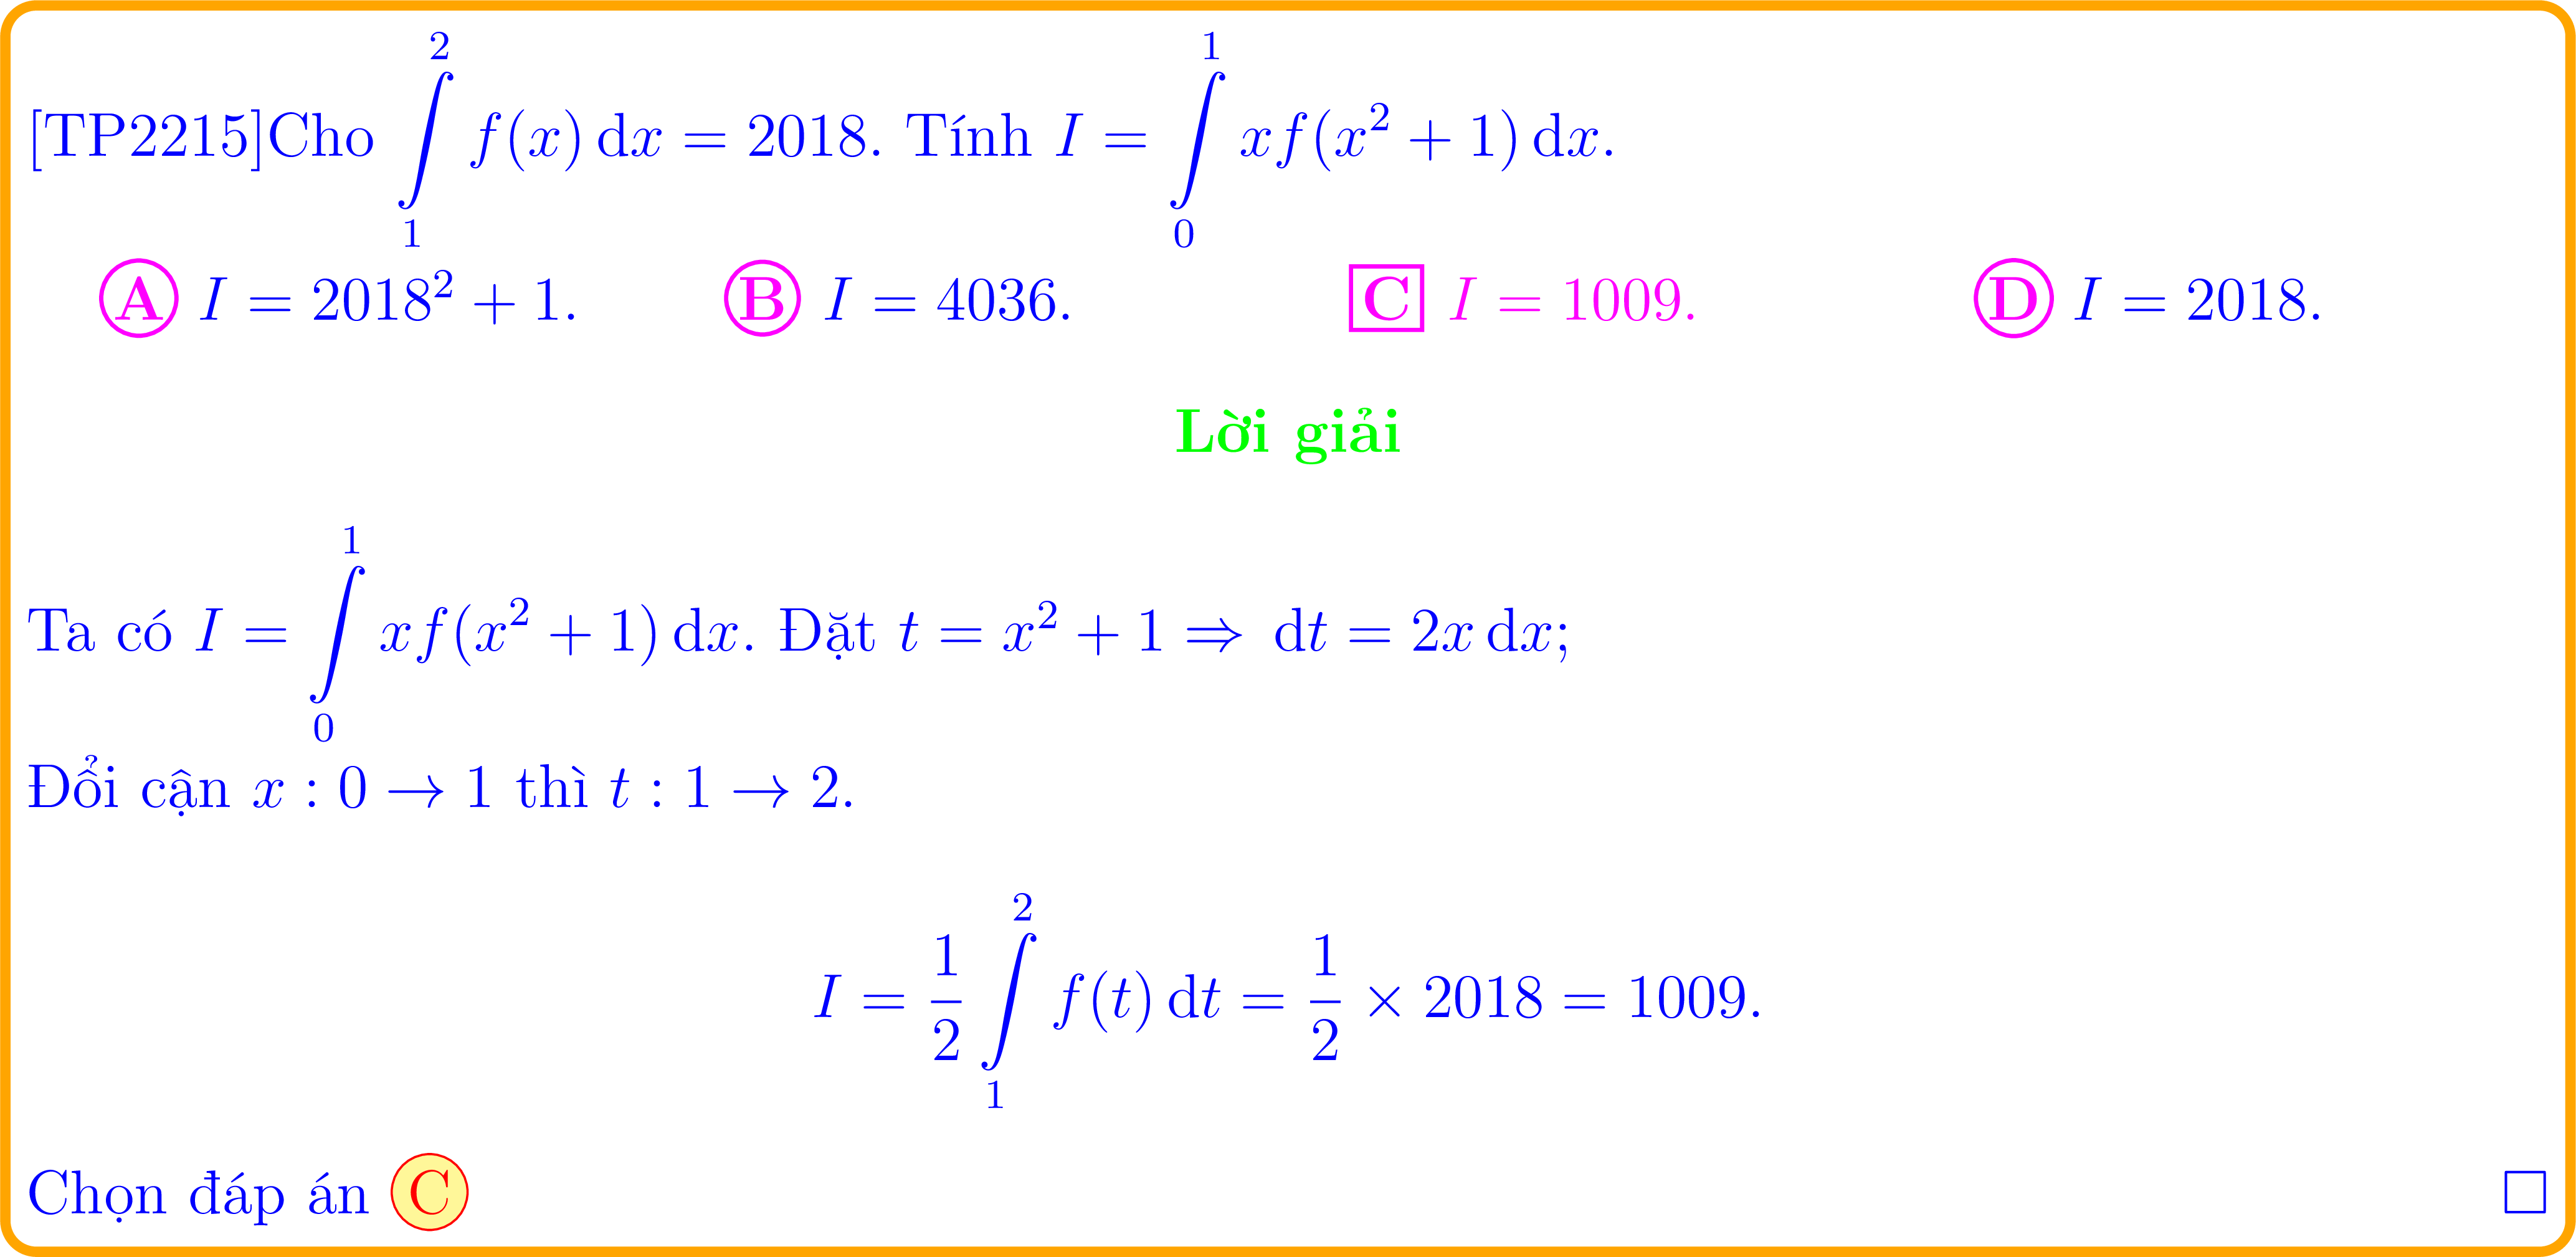 [TP2215]Cho $\int\limits_1^2 f(x)\,\mathrm{d}x = 2018$. Tính $I = \int\limits_0^1 xf(x^2 + 1)\,\mathrm{d}x$.
A $I = 2018^2 + 1$. B $I = 4036$. C $I = 1009$. D $I = 2018$.
Lời giải
Ta có $I = \int\limits_0^1 xf(x^2 + 1)\,\mathrm{d}x$. Đặt $t = x^2 + 1 \Rightarrow \mathrm{d}t = 2x\,\mathrm{d}x$;
Đổi cận $x : 0 \to 1$ thì $t : 1 \to 2$.
$I = \dfrac{1}{2} \int\limits_1^2 f(t)\,\mathrm{d}t = \dfrac{1}{2} \times 2018 = 1009$.
Chọn đáp án C □